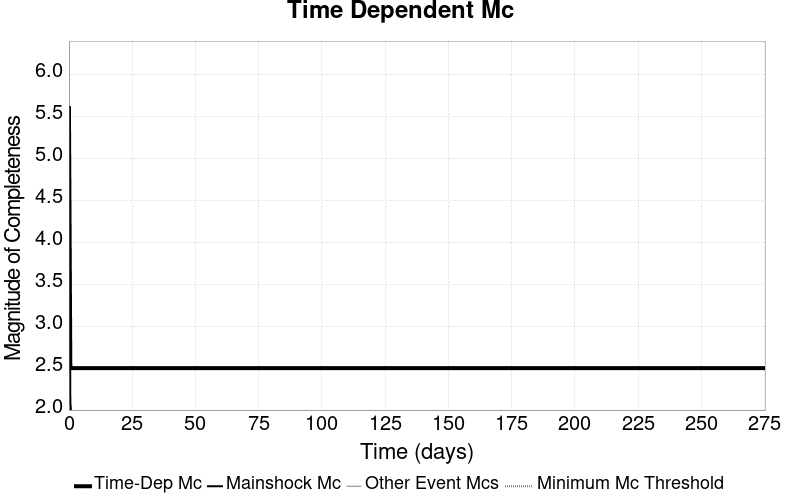 Time Dependent Mc
Magnitude of Completeness
6.0
5.5
5.0
4.5
4.0
3.5
3.0
2.5
2.0
0 25 50 75 100 125 150 175 200 225 250 275
Time (days)
Time-Dep Mc Mainshock Mc Other Event Mcs Minimum Mc Threshold